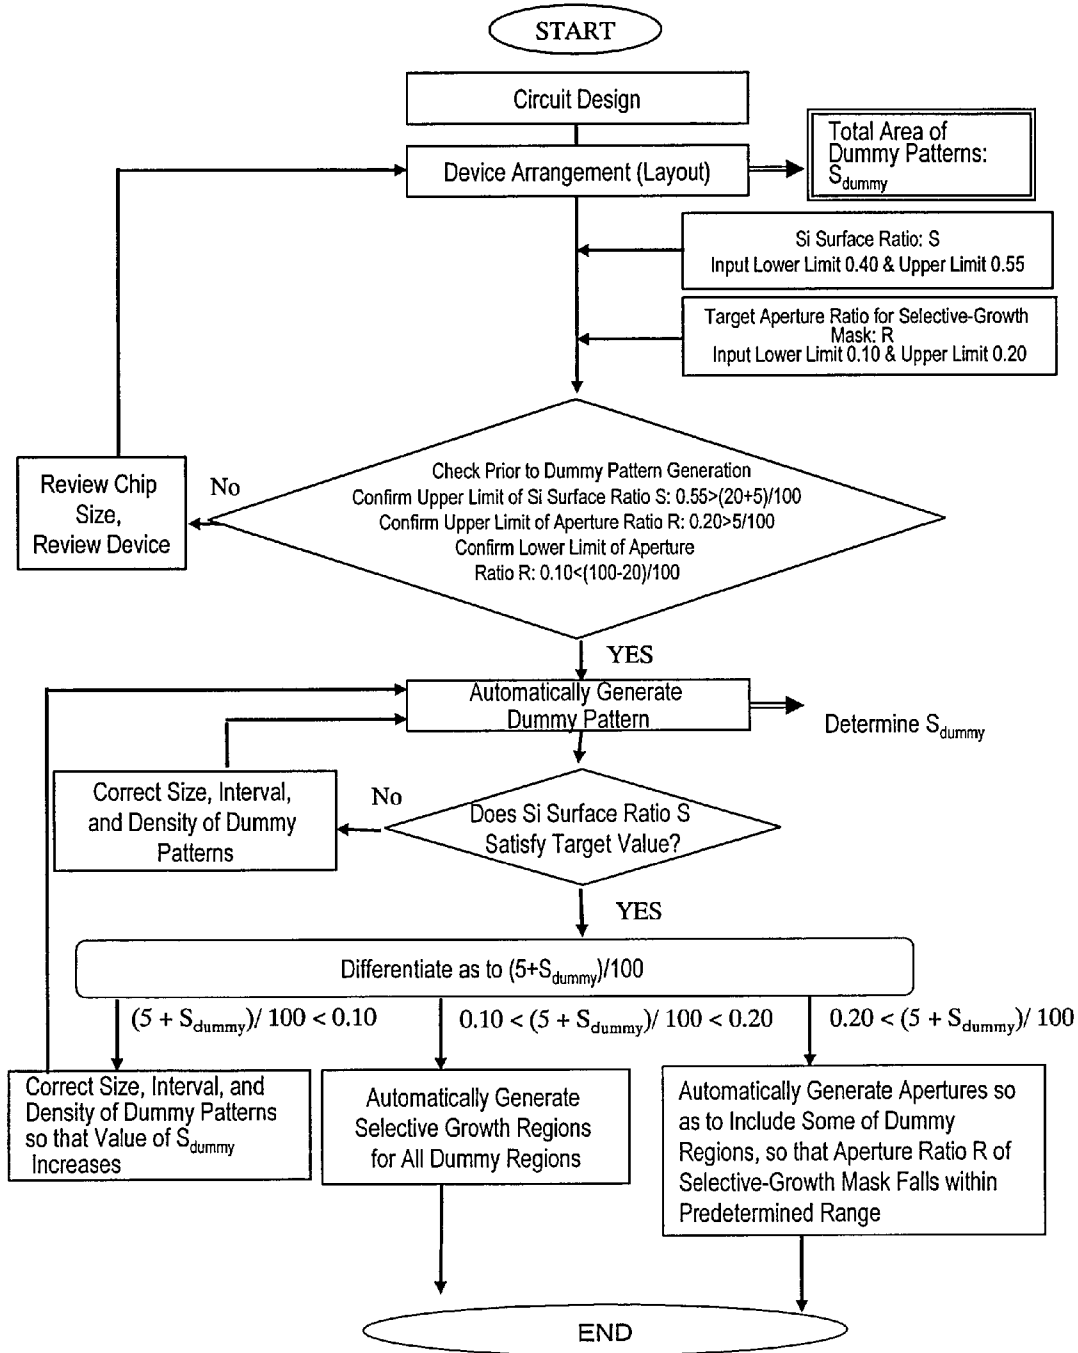 START
Circuit Design
Device Arrangement (Layout)
Total Area of
Dummy Patterns:
Sdummy
Si Surface Ratio: S
Input Lower Limit 0.40 & Upper Limit 0.55
Target Aperture Ratio for Selective-Growth
Mask: R
Input Lower Limit 0.10 & Upper Limit 0.20
Check Prior to Dummy Pattern Generation
Confirm Upper Limit of Si Surface Ratio S: 0.55>(20+5)/100
Confirm Upper Limit of Aperture Ratio R: 0.20>5/100
Confirm Lower Limit of Aperture
Ratio R: 0.10<(100-20)/100
No
Review Chip
Size,
Review Device
YES
Automatically Generate
Dummy Pattern
Determine Sdummy
Does Si Surface Ratio S
Satisfy Target Value?
No
Correct Size, Interval,
and Density of Dummy
Patterns
YES
Differentiate as to (5+Sdummy)/100
(5 + Sdummy)/ 100 < 0.10
0.10 < (5 + Sdummy)/ 100 < 0.20
0.20 < (5 + Sdummy)/ 100
Correct Size, Interval, and
Density of Dummy Patterns
so that Value of Sdummy
Increases
Automatically Generate
Selective Growth Regions
for All Dummy Regions
Automatically Generate Apertures so
as to Include Some of Dummy
Regions, so that Aperture Ratio R of
Selective-Growth Mask Falls within
Predetermined Range
END